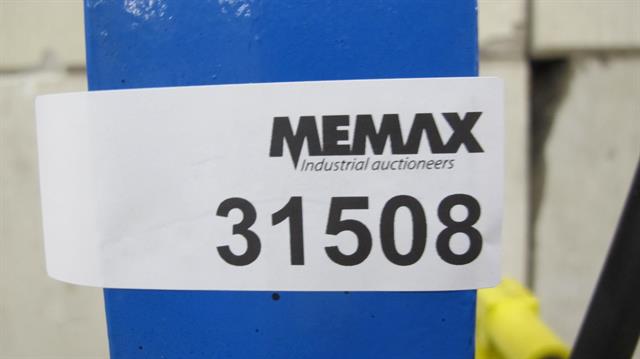 MEMAX
Industrial auctioneers
31508